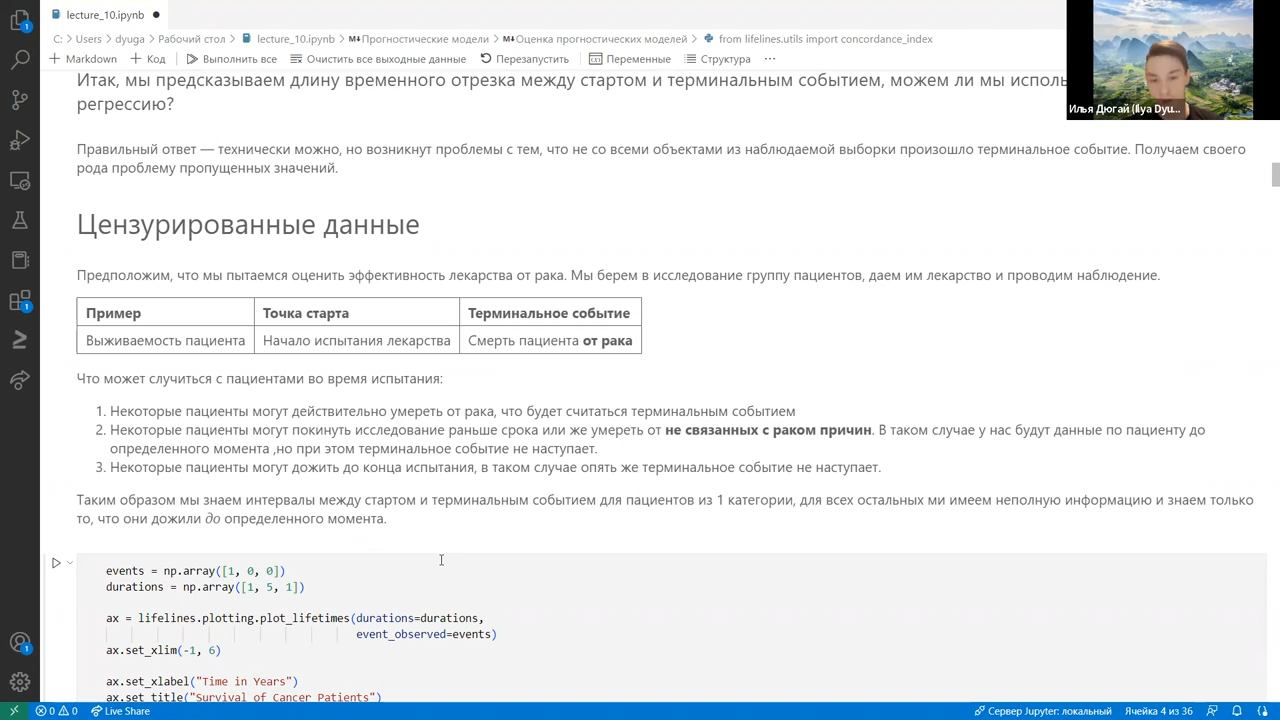 lecture_10.ipynb
C: > Users > dyuga > Рабочий стол > lecture_10.ipynb > Прогностические модели > Оценка прогностических моделей > from lifelines.utils import concordance_index
+ Markdown + Код Выполнить все Очистить все выходные данные Перезапустить Переменные Структура ...
Итак, мы предсказываем длину временного отрезка между стартом и терминальным событием, можем ли мы исполь
регрессию?
Илья Дюгай (Ilya Dyu...
Правильный ответ — технически можно, но возникнут проблемы с тем, что не со всеми объектами из наблюдаемой выборки произошло терминальное событие. Получаем своего
рода проблему пропущенных значений.
Цензурированные данные
Предположим, что мы пытаемся оценить эффективность лекарства от рака. Мы берем в исследование группу пациентов, даем им лекарство и проводим наблюдение.
Пример Точка старта Терминальное событие
Выживаемость пациента Начало испытания лекарства Смерть пациента от рака
Что может случиться с пациентами во время испытания:
1. Некоторые пациенты могут действительно умереть от рака, что будет считаться терминальным событием
2. Некоторые пациенты могут покинуть исследование раньше срока или же умереть от не связанных с раком причин. В таком случае у нас будут данные по пациенту до
определенного момента ,но при этом терминальное событие не наступает.
3. Некоторые пациенты могут дожить до конца испытания, в таком случае опять же терминальное событие не наступает.
Таким образом мы знаем интервалы между стартом и терминальным событием для пациентов из 1 категории, для всех остальных ми имеем неполную информацию и знаем только
то, что они дожили до определенного момента.
events = np.array([1, 0, 0])
durations = np.array([1, 5, 1])
ax = lifelines.plotting.plot_lifetimes(durations=durations,
event_observed=events)
ax.set_xlim(-1, 6)
ax.set_xlabel("Time in Years")
ax.set_title("Survival of Cancer Patients")
0 0 Live Share Сервер Jupyter: локальный Ячейка 4 из 36